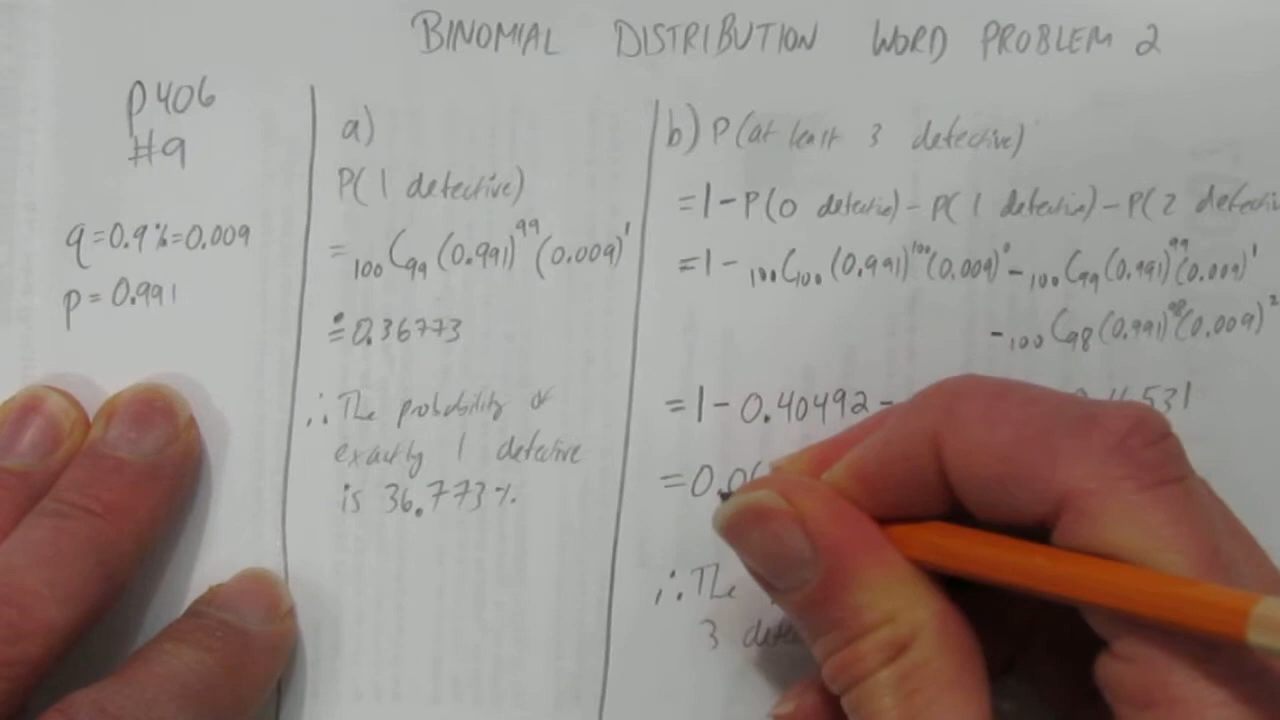 BINOMIAL DISTRIBUTION WORD PROBLEM 2
p406
#9
q=0.9%=0.009
p=0.991
a)
P(1 defective)
= ₁₀₀C₉₉(0.991)⁹⁹(0.009)¹
≐0.36773
∴ The probability of
exactly 1 defective
is 36.773%.
b) P(at least 3 defective)
=1-P(0 defective)-P(1 defective)-P(2 defecti
=1-₁₀₀C₁₀₀(0.991)¹⁰⁰(0.009)⁰-₁₀₀C₉₉(0.991)⁹⁹(0.009)¹
-₁₀₀C₉₈(0.991)⁹⁸(0.009)²
=1-0.40492-
=0.0
∴ The
3